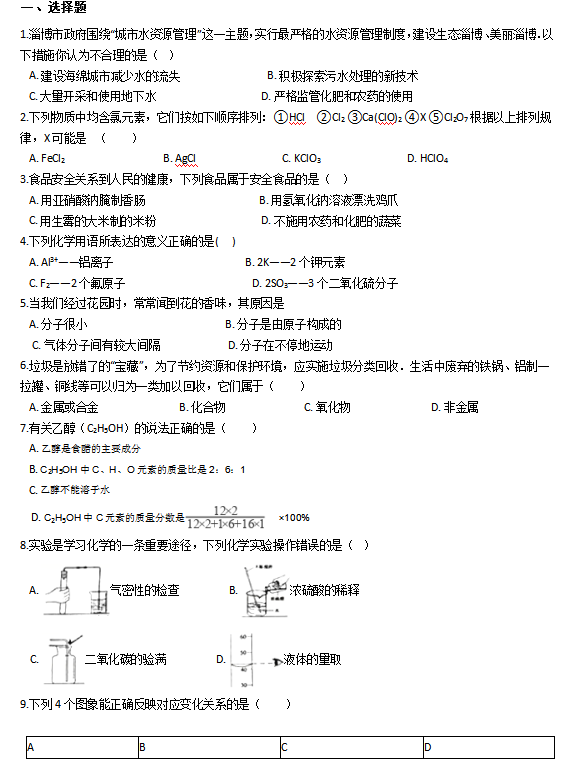 一、选择题
1.淄博市政府围绕“城市水资源管理”这一主题，实行最严格的水资源管理制度，建设生态淄博、美丽淄博．以
下措施你认为不合理的是（ ）
A. 建设海绵城市减少水的流失 B. 积极探索污水处理的新技术
C. 大量开采和使用地下水 D. 严格监管化肥和农药的使用
2.下列物质中均含氯元素，它们按如下顺序排列：①HCl ②Cl₂ ③Ca(ClO)₂ ④X ⑤Cl₂O₇ 根据以上排列规
律，X可能是 （ ）
A. FeCl₂ B. AgCl C. KClO₃ D. HClO₄
3.食品安全关系到人民的健康，下列食品属于安全食品的是（ ）
A. 用亚硝酸钠腌制香肠 B. 用氢氧化钠溶液漂洗鸡爪
C. 用生霉的大米制的米粉 D. 不施用农药和化肥的蔬菜
4.下列化学用语所表达的意义正确的是( )
A. Al³⁺——铝离子 B. 2K——2个钾元素
C. F₂——2个氟原子 D. 2SO₃——3个二氧化硫分子
5.当我们经过花园时，常常闻到花的香味，其原因是
A. 分子很小 B. 分子是由原子构成的
C. 气体分子间有较大间隔 D. 分子在不停地运动
6.垃圾是放错了的“宝藏”，为了节约资源和保护环境，应实施垃圾分类回收．生活中废弃的铁锅、铝制一
拉罐、铜线等可以归为一类加以回收，它们属于（ ）
A. 金属或合金 B. 化合物 C. 氧化物 D. 非金属
7.有关乙醇（C₂H₅OH）的说法正确的是（ ）
A. 乙醇是食醋的主要成分
B. C₂H₅OH 中 C、H、O 元素的质量比是 2：6：1
C. 乙醇不能溶于水
D. C₂H₅OH 中 C 元素的质量分数是 12×2/(12×2+1×6+16×1) ×100%
8.实验是学习化学的一条重要途径，下列化学实验操作错误的是（ ）
A. 气密性的检查 B. 浓硫酸的稀释
C. 二氧化碳的验满 D. 60 50 40 30 液体的量取
9.下列 4 个图象能正确反映对应变化关系的是（ ）
A B C D